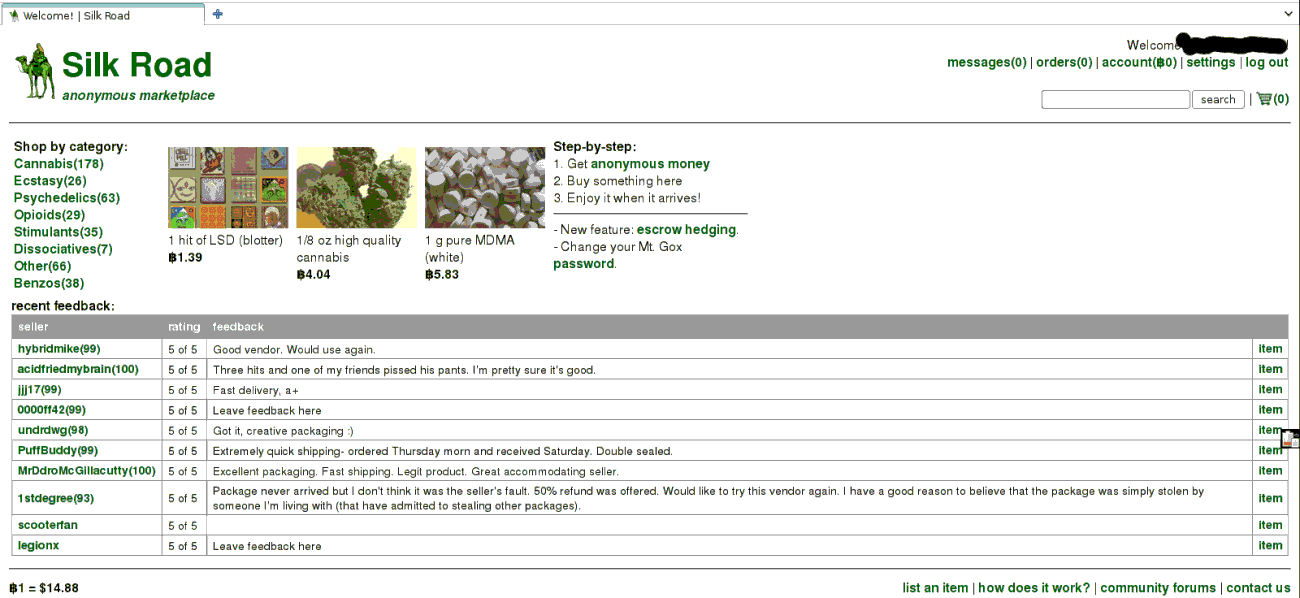 Welcome! | Silk Road
Silk Road
anonymous marketplace
Welcome
messages(0) | orders(0) | account(฿0) | settings | log out
search | (0)
Shop by category:
Cannabis(178)
Ecstasy(26)
Psychedelics(63)
Opioids(29)
Stimulants(35)
Dissociatives(7)
Other(66)
Benzos(38)
1 hit of LSD (blotter)
฿1.39
1/8 oz high quality
cannabis
฿4.04
1 g pure MDMA
(white)
฿5.83
Step-by-step:
1. Get anonymous money
2. Buy something here
3. Enjoy it when it arrives!
- New feature: escrow hedging.
- Change your Mt. Gox
password.
recent feedback:
seller rating feedback
hybridmike(99) 5 of 5 Good vendor. Would use again. item
acidfriedmybrain(100) 5 of 5 Three hits and one of my friends pissed his pants. I'm pretty sure it's good. item
jjj17(99) 5 of 5 Fast delivery, a+ item
0000ff42(99) 5 of 5 Leave feedback here item
undrdwg(98) 5 of 5 Got it, creative packaging :) item
PuffBuddy(99) 5 of 5 Extremely quick shipping- ordered Thursday morn and received Saturday. Double sealed. item
MrDdroMcGillacutty(100) 5 of 5 Excellent packaging. Fast shipping. Legit product. Great accommodating seller. item
1stdegree(93) 5 of 5 Package never arrived but I don't think it was the seller's fault. 50% refund was offered. Would like to try this vendor again. I have a good reason to believe that the package was simply stolen by
someone I'm living with (that have admitted to stealing other packages). item
scooterfan 5 of 5 item
legionx 5 of 5 Leave feedback here item
฿1 = $14.88
list an item | how does it work? | community forums | contact us